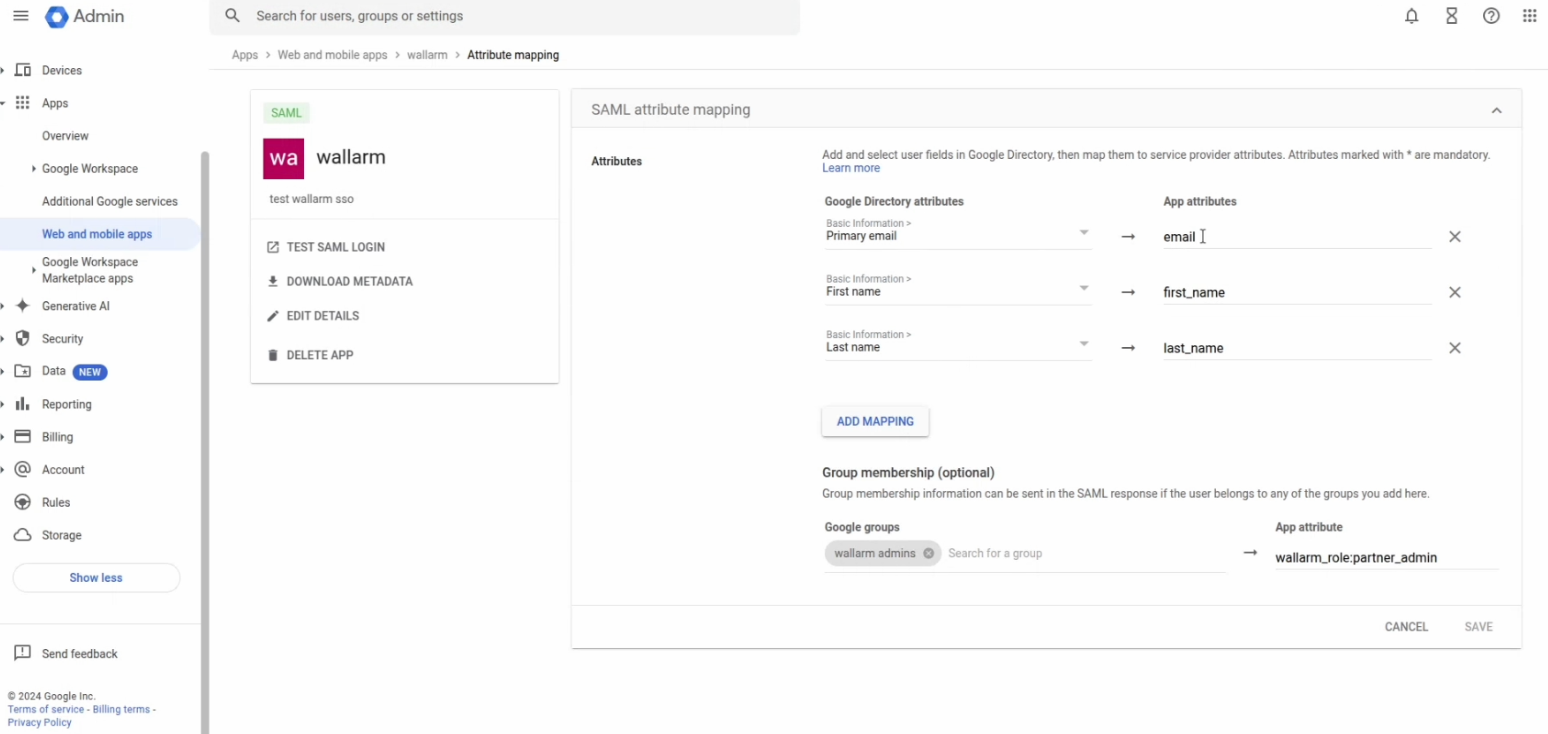 Admin
Search for users, groups or settings
Apps > Web and mobile apps > wallarm > Attribute mapping
Devices
Apps
Overview
Google Workspace
Additional Google services
Web and mobile apps
Google Workspace
Marketplace apps
Generative AI
Security
Data NEW
Reporting
Billing
Account
Rules
Storage
Show less
Send feedback
© 2024 Google Inc.
Terms of service - Billing terms -
Privacy Policy
SAML
wa wallarm
test wallarm sso
TEST SAML LOGIN
DOWNLOAD METADATA
EDIT DETAILS
DELETE APP
SAML attribute mapping
Attributes
Add and select user fields in Google Directory, then map them to service provider attributes. Attributes marked with * are mandatory.
Learn more
Google Directory attributes App attributes
Basic Information >
Primary email → email
Basic Information >
First name → first_name
Basic Information >
Last name → last_name
ADD MAPPING
Group membership (optional)
Group membership information can be sent in the SAML response if the user belongs to any of the groups you add here.
Google groups App attribute
wallarm admins Search for a group → wallarm_role:partner_admin
CANCEL SAVE